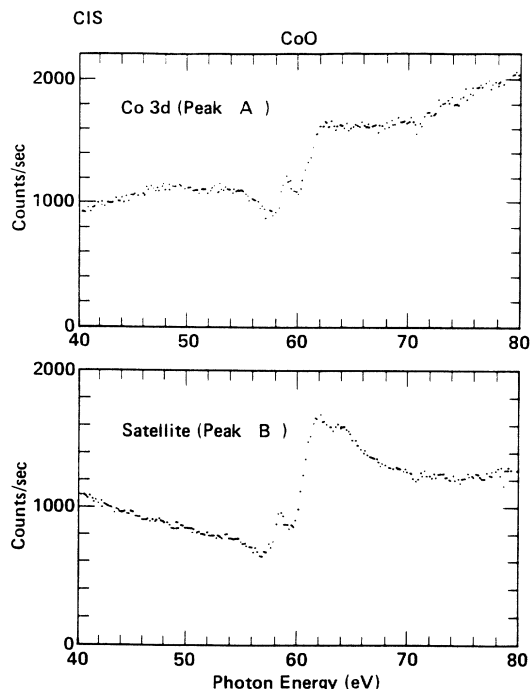 CIS
CoO
2000
Co 3d (Peak A)
Counts/sec
1000
0
40 50 60 70 80
2000
Satellite (Peak B)
Counts/sec
1000
0
40 50 60 70 80
Photon Energy (eV)